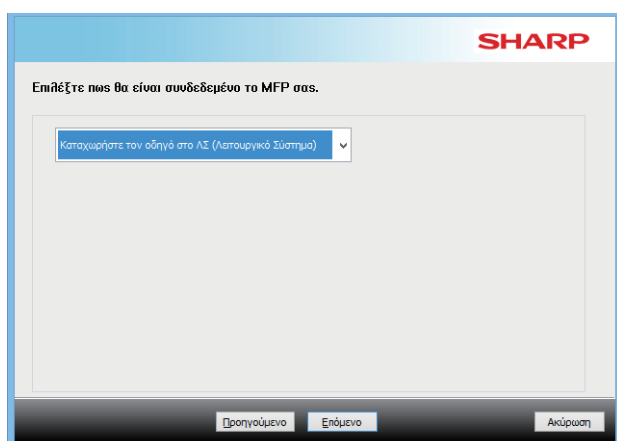 SHARP
Επιλέξτε πως θα είναι συνδεδεμένο το MFP σας.
Καταχωρήστε τον οδηγό στο ΛΣ (Λειτουργικό Σύστημα)
Προηγούμενο Επόμενο Ακύρωση